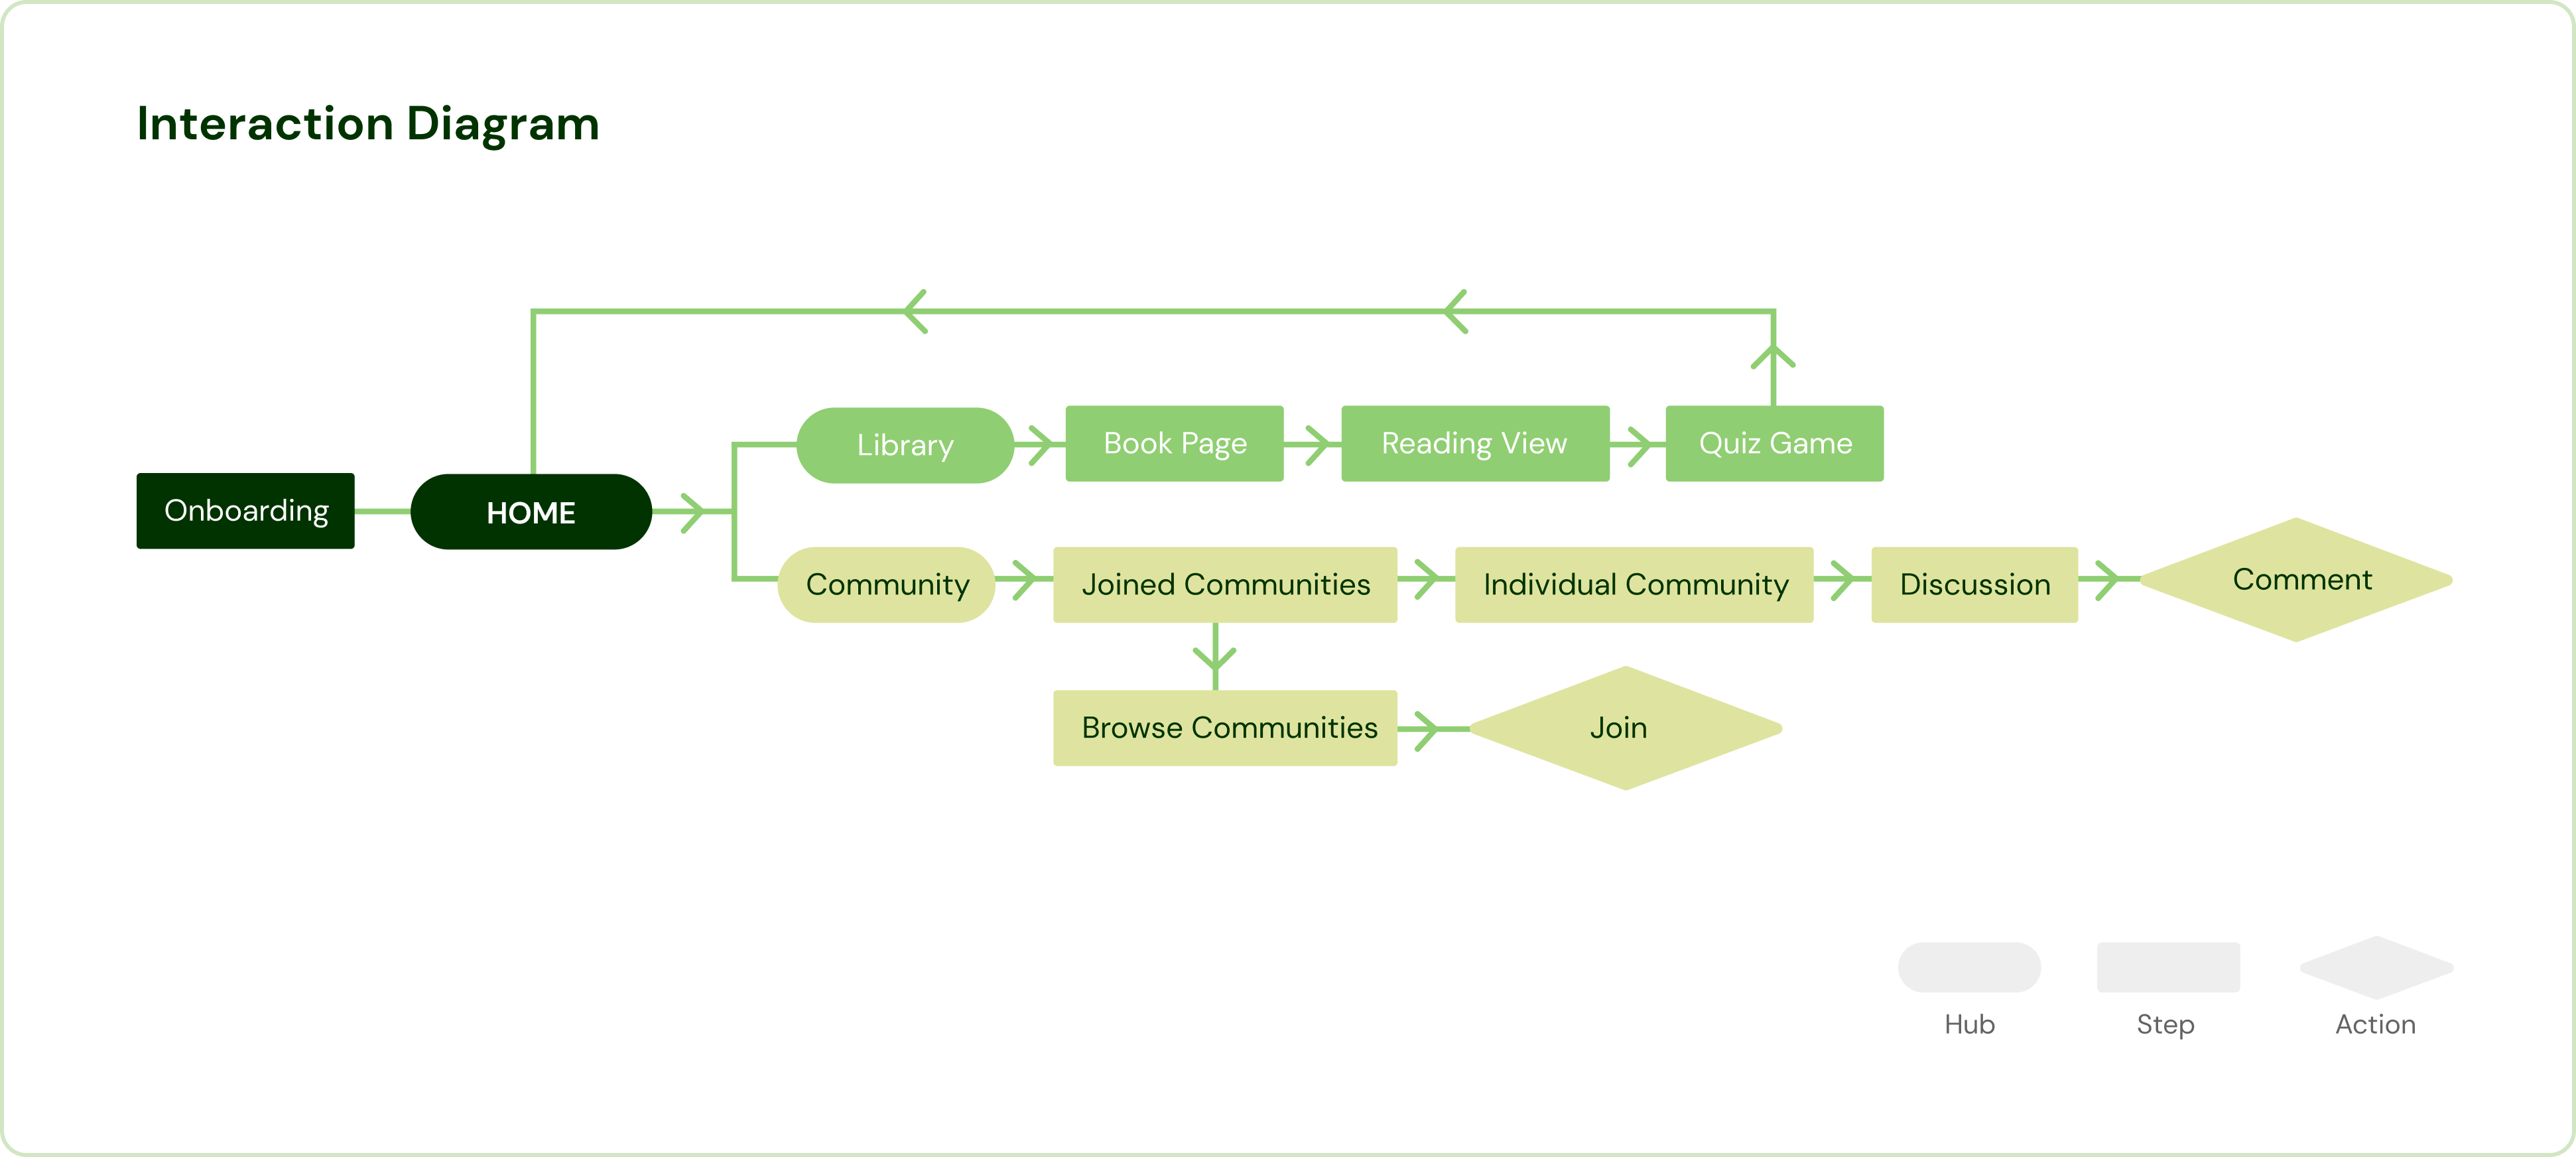 Interaction Diagram
Library
Book Page
Reading View
Quiz Game
Onboarding
HOME
Community
Joined Communities
Individual Community
Discussion
Comment
Browse Communities
Join
Hub
Step
Action